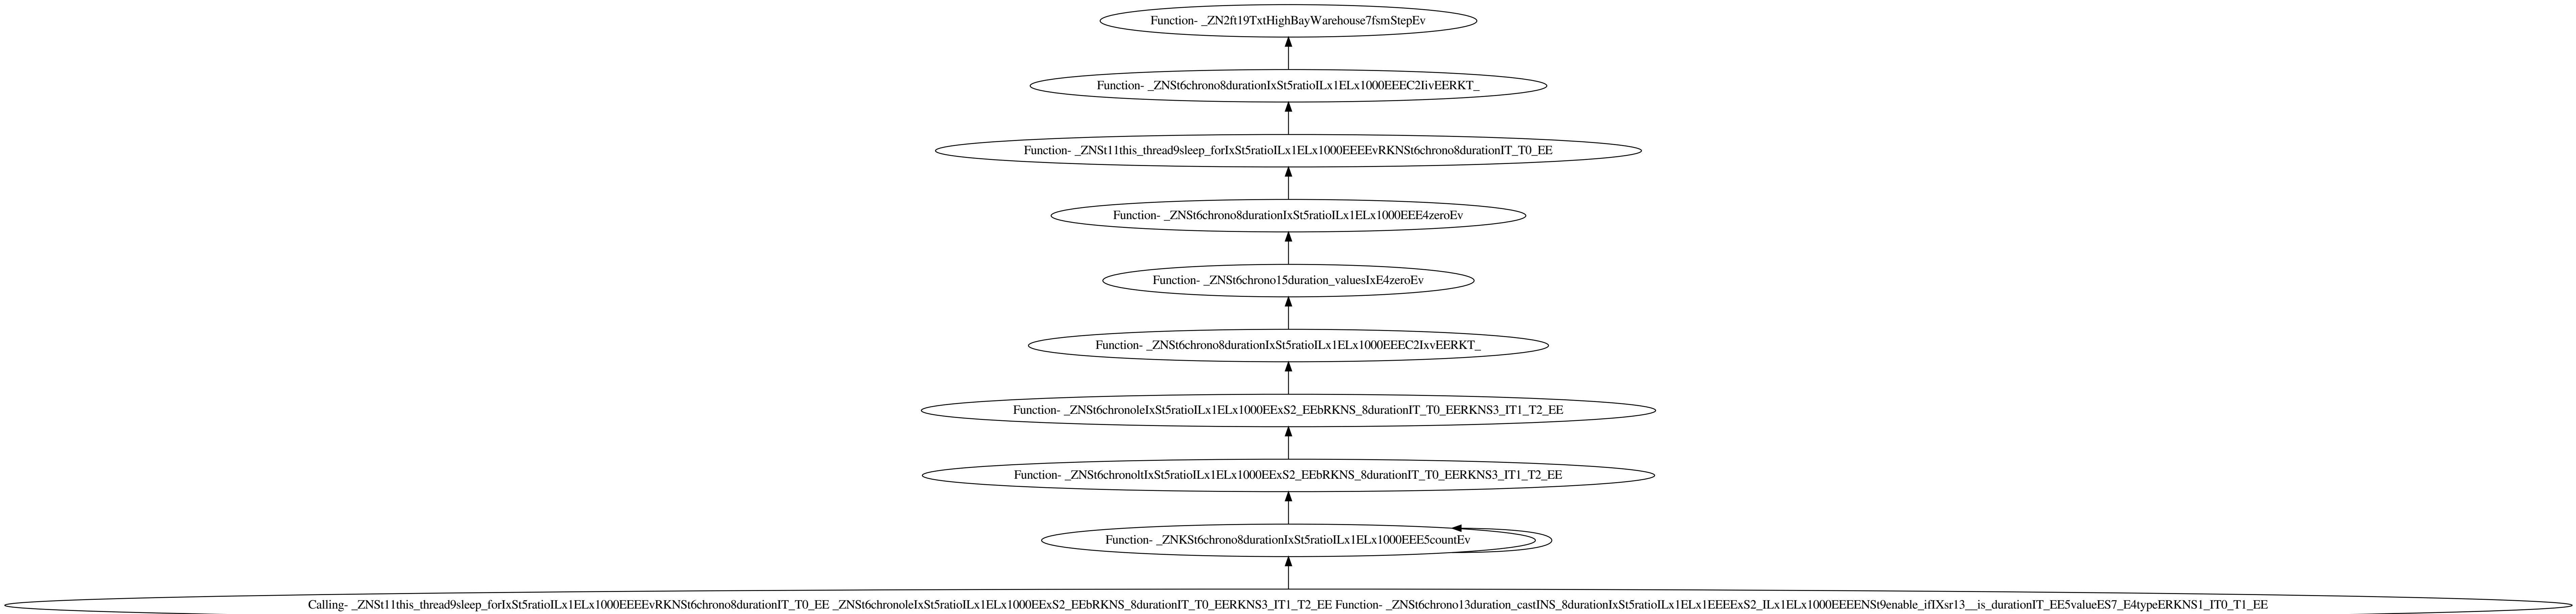 Function- _ZN2ft19TxtHighBayWarehouse7fsmStepEv
Function- _ZNSt6chrono8durationIxSt5ratioILx1ELx1000EEEC2IivEERKT_
Function- _ZNSt11this_thread9sleep_forIxSt5ratioILx1ELx1000EEEEvRKNSt6chrono8durationIT_T0_EE
Function- _ZNSt6chrono8durationIxSt5ratioILx1ELx1000EEE4zeroEv
Function- _ZNSt6chrono15duration_valuesIxE4zeroEv
Function- _ZNSt6chrono8durationIxSt5ratioILx1ELx1000EEEC2IxvEERKT_
Function- _ZNSt6chronoleIxSt5ratioILx1ELx1000EExS2_EEbRKNS_8durationIT_T0_EERKNS3_IT1_T2_EE
Function- _ZNSt6chronoltIxSt5ratioILx1ELx1000EExS2_EEbRKNS_8durationIT_T0_EERKNS3_IT1_T2_EE
Function- _ZNKSt6chrono8durationIxSt5ratioILx1ELx1000EEE5countEv
Calling- _ZNSt11this_thread9sleep_forIxSt5ratioILx1ELx1000EEEEvRKNSt6chrono8durationIT_T0_EE _ZNSt6chronoleIxSt5ratioILx1ELx1000EExS2_EEbRKNS_8durationIT_T0_EERKNS3_IT1_T2_EE Function- _ZNSt6chrono13duration_castINS_8durationIxSt5ratioILx1ELx1EEEExS2_ILx1ELx1000EEEENSt9enable_ifIXsr13__is_durationIT_EE5valueES7_E4typeERKNS1_IT0_T1_EE